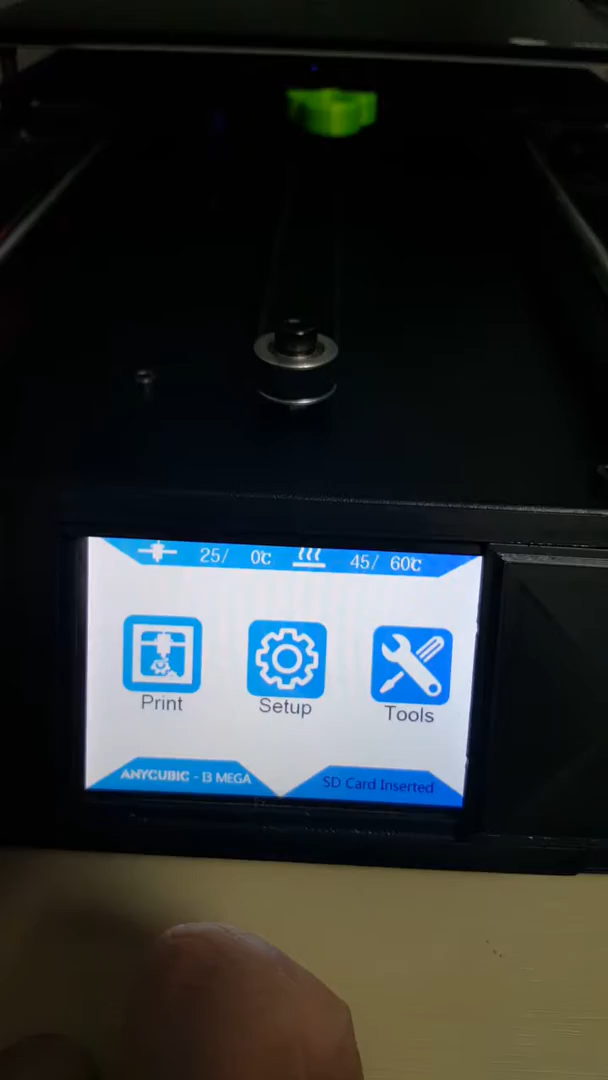 25/ 0℃ 45/ 60℃
Print
Setup
Tools
ANYCUBIC - I3 MEGA
SD Card Inserted